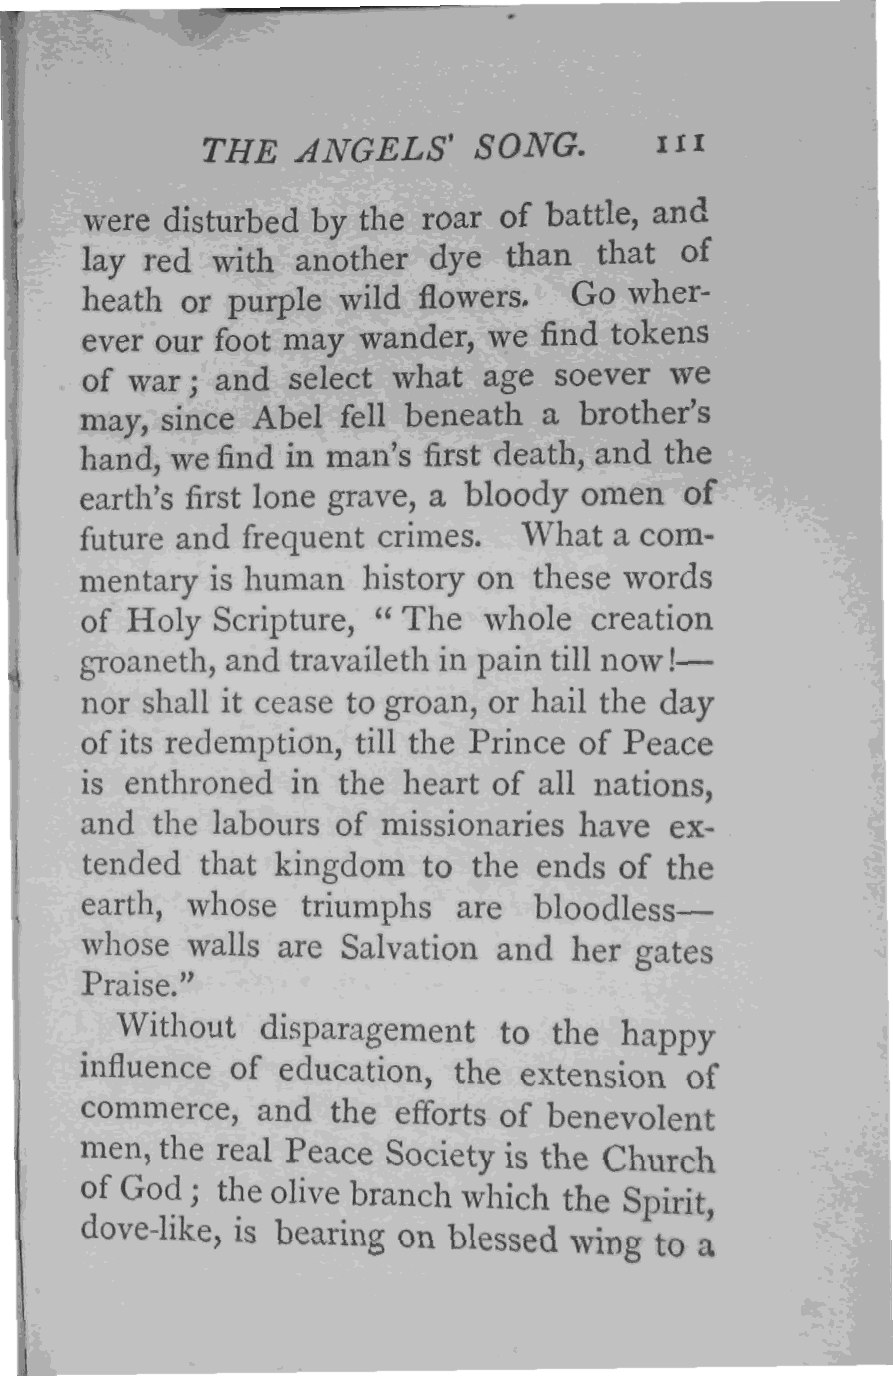 THE ANGELS' SONG. 111
were disturbed by the roar of battle, and
lay red with another dye than that of
heath or purple wild flowers. Go wher-
ever our foot may wander, we find tokens
of war; and select what age soever we
may, since Abel fell beneath a brother's
hand, we find in man's first death, and the
earth's first lone grave, a bloody omen of
future and frequent crimes. What a com-
mentary is human history on these words
of Holy Scripture, "The whole creation
groaneth, and travaileth in pain till now!—
nor shall it cease to groan, or hail the day
of its redemption, till the Prince of Peace
is enthroned in the heart of all nations,
and the labours of missionaries have ex-
tended that kingdom to the ends of the
earth, whose triumphs are bloodless—
whose walls are Salvation and her gates
Praise."
Without disparagement to the happy
influence of education, the extension of
commerce, and the efforts of benevolent
men, the real Peace Society is the Church
of God; the olive branch which the Spirit,
dove-like, is bearing on blessed wing to a